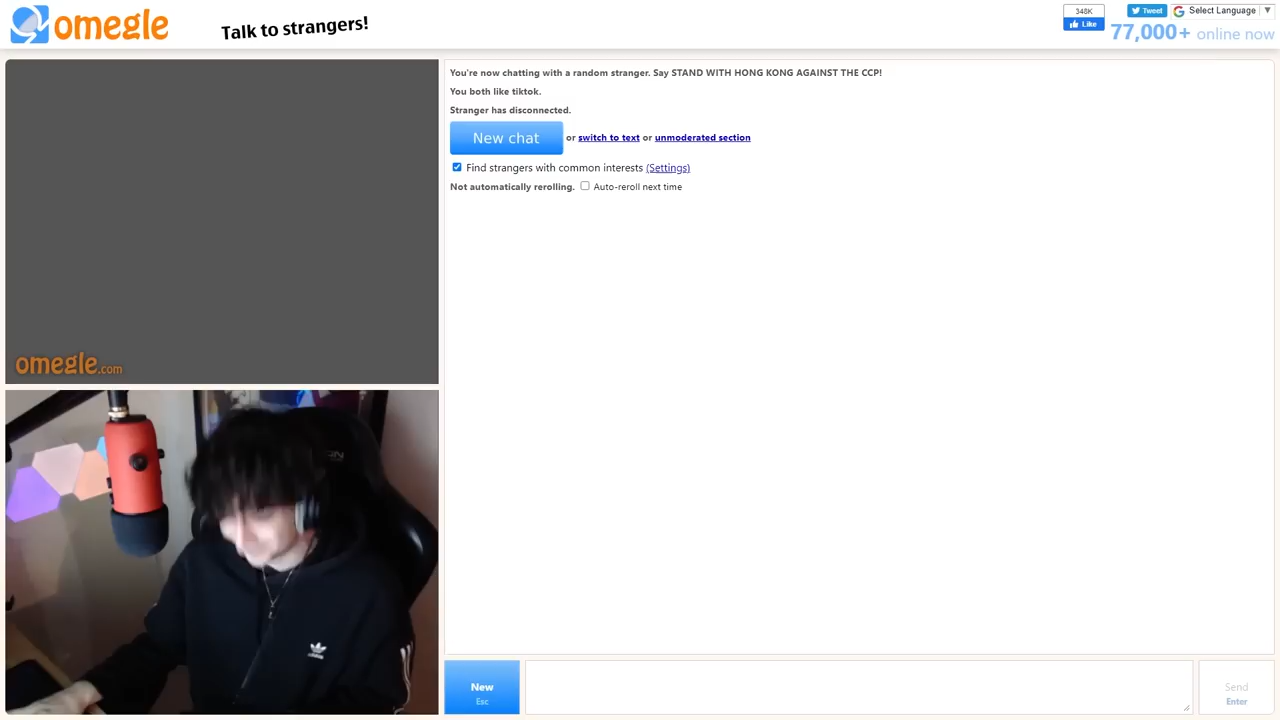 omegle
Talk to strangers!
348K
Like
Tweet
Select Language ▼
77,000+ online now
You're now chatting with a random stranger. Say STAND WITH HONG KONG AGAINST THE CCP!
You both like tiktok.
Stranger has disconnected.
New chat or switch to text or unmoderated section
Find strangers with common interests (Settings)
Not automatically rerolling. Auto-reroll next time
omegle.com
adidas
New
Esc
Send
Enter